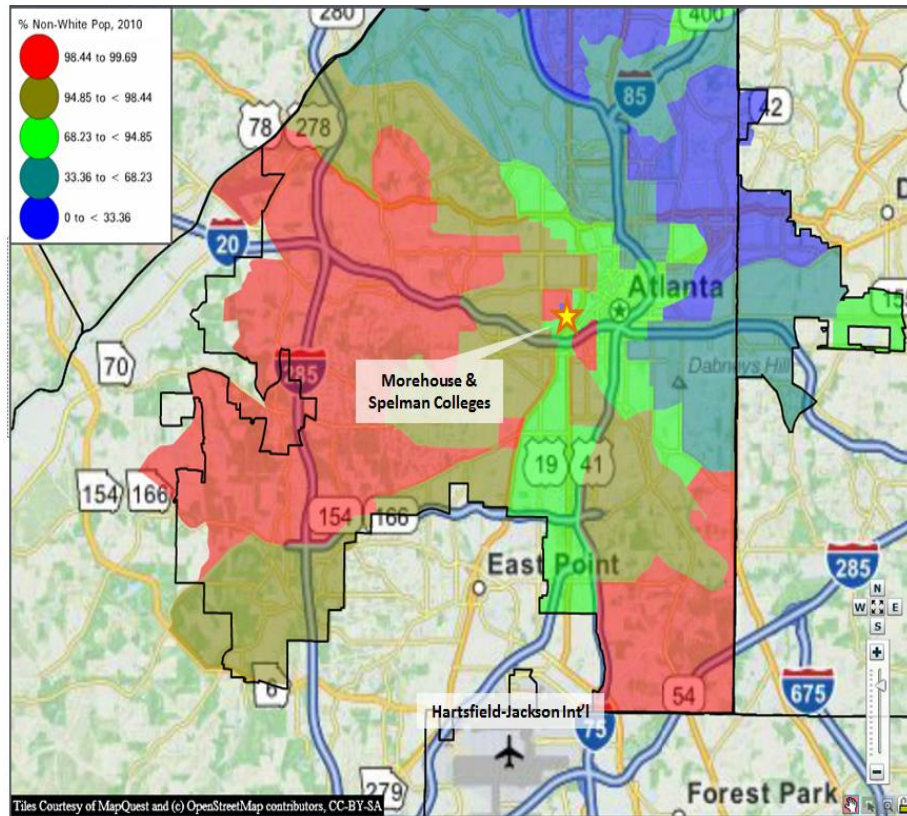 % Non-White Pop, 2010
98.44 to 99.69
94.85 to < 98.44
68.23 to < 94.85
33.36 to < 68.23
0 to < 33.36
280
400
85
42
78
278
D
20
Atlanta
155
Morehouse &
Spelman Colleges
Dabneys Hill
70
285
19
41
154
166
154
166
East Point
285
N
W
E
S
6
54
675
Hartsfield-Jackson Int'l
75
279
Forest Park
Tiles Courtesy of MapQuest and (c) OpenStreetMap contributors, CC-BY-SA